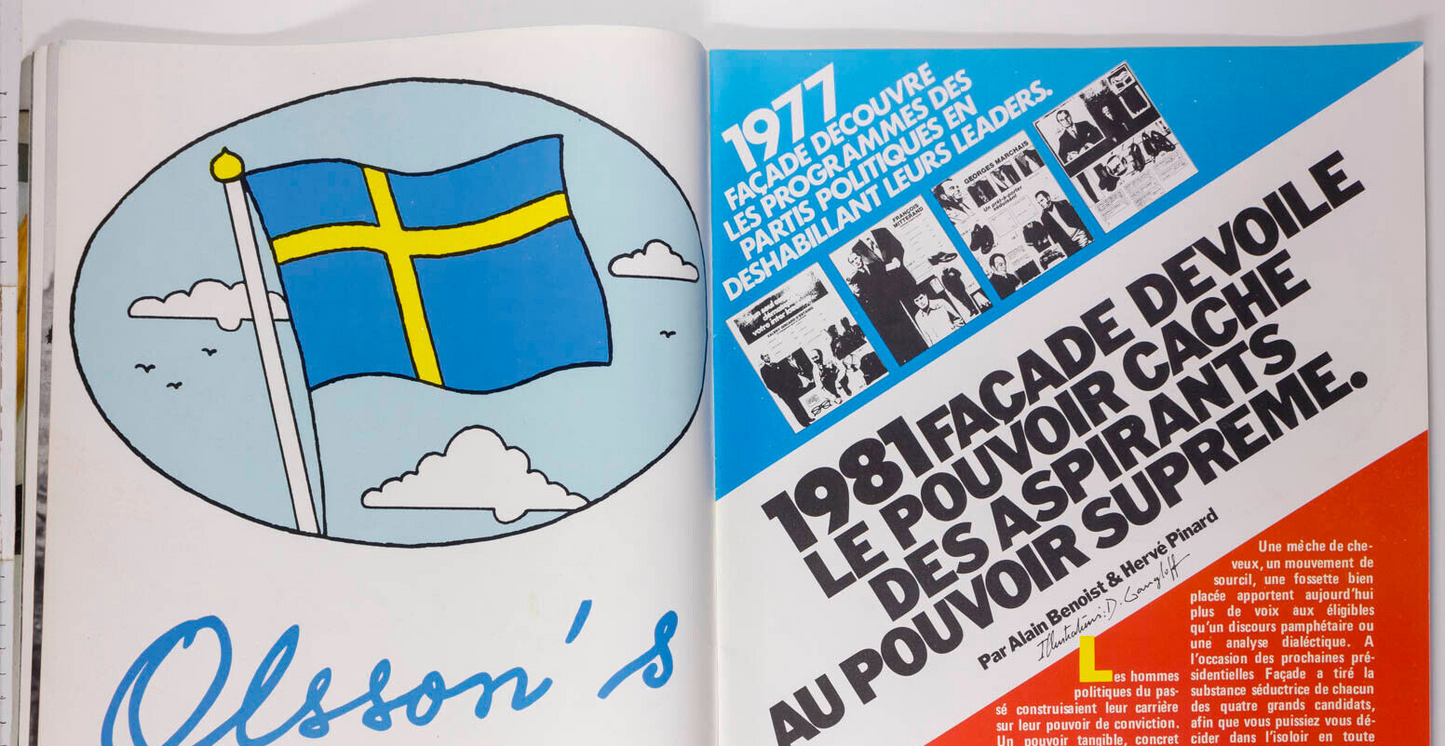 Olsson's
1977
FAÇADE DECOUVRE
LES PROGRAMMES DES
PARTIS POLITIQUES EN
DESHABILLANT LEURS LEADERS.
FRANÇOIS
MITTERAND
GEORGES MARCHAIS
Un prêt-à-porter
séduisant
1981 FAÇADE DEVOILE
LE POUVOIR CACHE
DES ASPIRANTS
AU POUVOIR SUPREME.
Par Alain Benoist & Hervé Pinard
Illustrations: D. Gangloff
Les hommes
politiques du pas-
sé construisaient leur carrière
sur leur pouvoir de conviction.
Un pouvoir tangible, concret
Une mèche de che-
veux, un mouvement de
sourcil, une fossette bien
placée apportent aujourd'hui
plus de voix aux éligibles
qu'un discours pamphétaire ou
une analyse dialéctique. A
l'occasion des prochaines pré-
sidentielles Façade a tiré la
substance séductrice de chacun
des quatre grands candidats,
afin que vous puissiez vous dé-
cider dans l'isoloir en toute